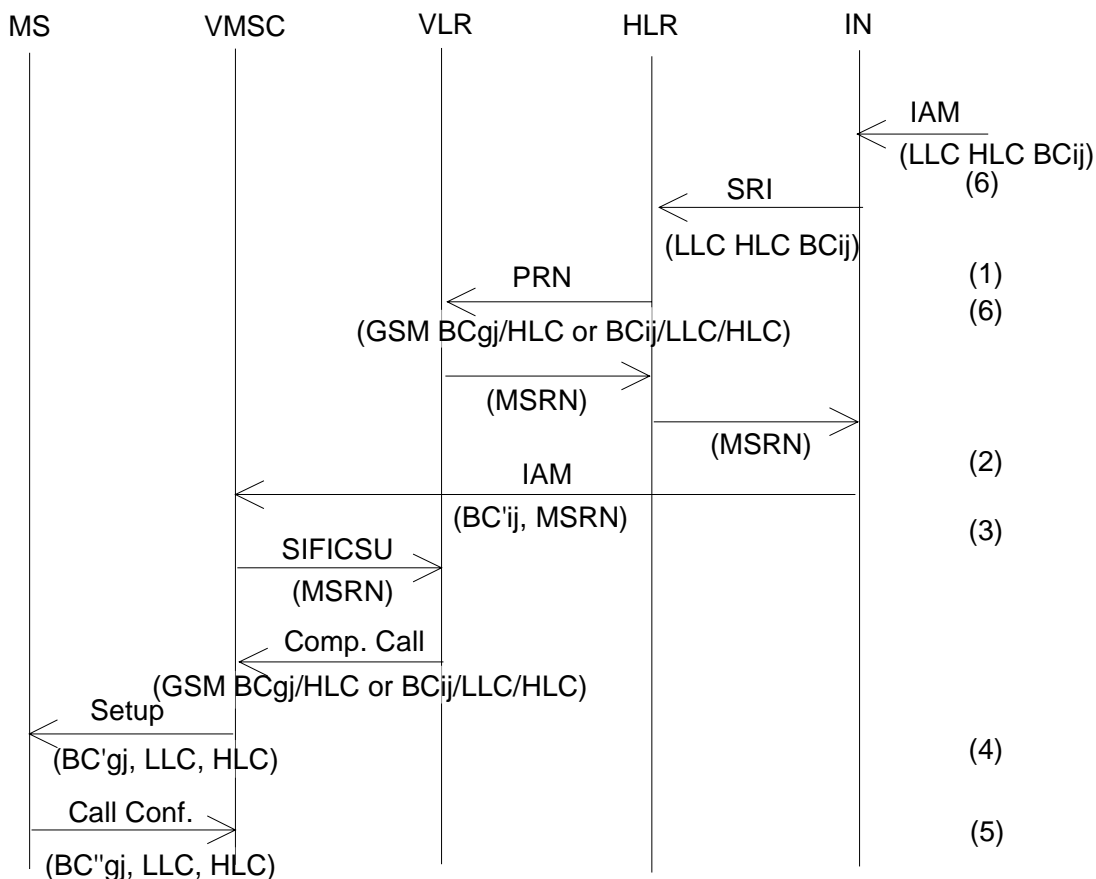 MS VMSC VLR HLR IN
IAM
(LLC HLC BCij)
(6)
SRI
(LLC HLC BCij)
(1)
PRN
(6)
(GSM BCgj/HLC or BCij/LLC/HLC)
(MSRN)
(MSRN)
(2)
IAM
(BC'ij, MSRN)
(3)
SIFICSU
(MSRN)
Comp. Call
(GSM BCgj/HLC or BCij/LLC/HLC)
Setup
(BC'gj, LLC, HLC)
(4)
Call Conf.
(5)
(BC"gj, LLC, HLC)